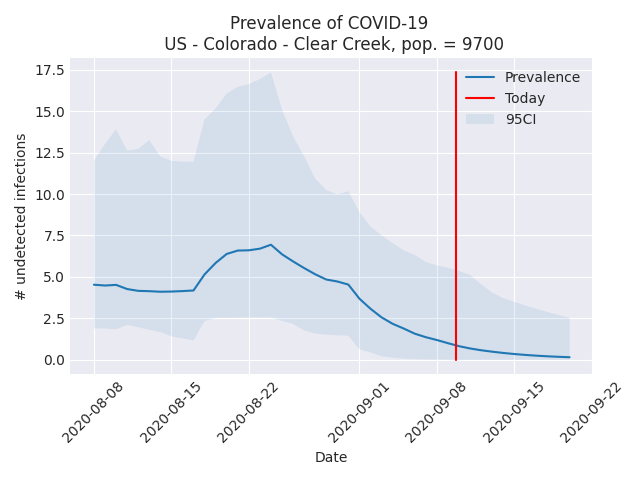 Prevalence of COVID-19
US - Colorado - Clear Creek, pop. = 9700
17.5
15.0
12.5
10.0
7.5
5.0
2.5
0.0
# undetected infections
Prevalence
Today
95CI
2020-08-08
2020-08-15
2020-08-22
2020-09-01
2020-09-08
2020-09-15
2020-09-22
Date